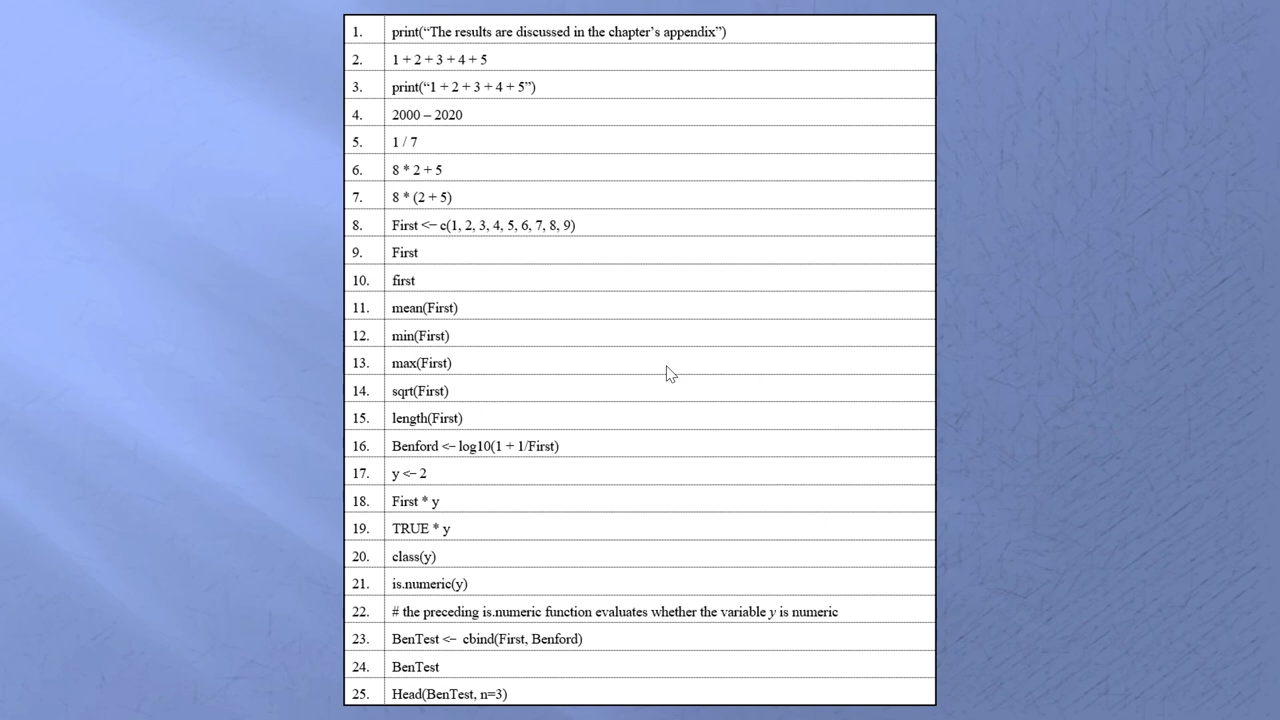 1. print(“The results are discussed in the chapter’s appendix”)
2. 1 + 2 + 3 + 4 + 5
3. print(“1 + 2 + 3 + 4 + 5”)
4. 2000 – 2020
5. 1 / 7
6. 8 * 2 + 5
7. 8 * (2 + 5)
8. First <− c(1, 2, 3, 4, 5, 6, 7, 8, 9)
9. First
10. first
11. mean(First)
12. min(First)
13. max(First)
14. sqrt(First)
15. length(First)
16. Benford <− log10(1 + 1/First)
17. y <− 2
18. First * y
19. TRUE * y
20. class(y)
21. is.numeric(y)
22. # the preceding is.numeric function evaluates whether the variable y is numeric
23. BenTest <− cbind(First, Benford)
24. BenTest
25. Head(BenTest, n=3)